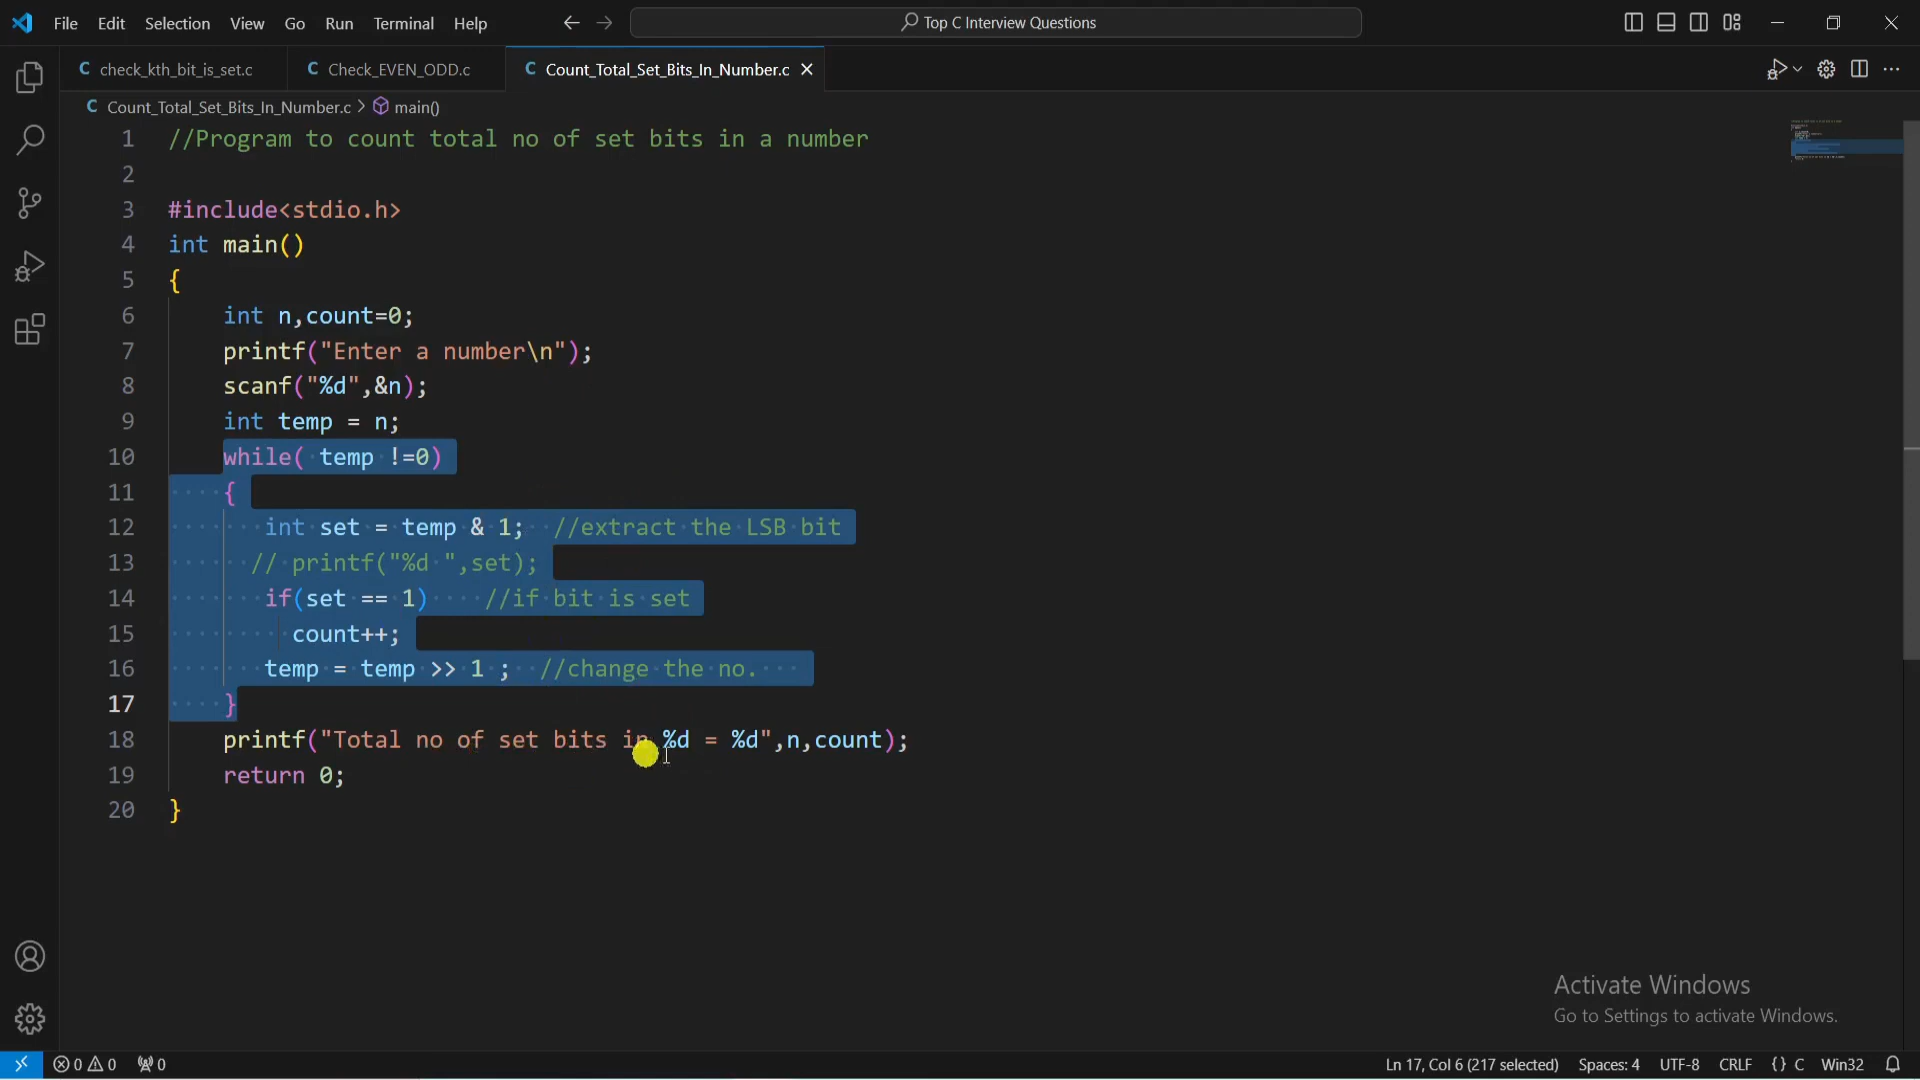 File Edit Selection View Go Run Terminal Help Top C Interview Questions
C check_kth_bit_is_set.c C Check_EVEN_ODD.c C Count_Total_Set_Bits_In_Number.c
C Count_Total_Set_Bits_In_Number.c > main()
1 //Program to count total no of set bits in a number
2
3 #include<stdio.h>
4 int main()
5 {
6 int n,count=0;
7 printf("Enter a number\n");
8 scanf("%d",&n);
9 int temp = n;
10 while( temp !=0)
11 {
12 int set = temp & 1; //extract the LSB bit
13 // printf("%d ",set);
14 if(set == 1) //if bit is set
15 count++;
16 temp = temp >> 1 ; //change the no.
17 }
18 printf("Total no of set bits in %d = %d",n,count);
19 return 0;
20 }
Activate Windows
Go to Settings to activate Windows.
0 0 0 Ln 17, Col 6 (217 selected) Spaces: 4 UTF-8 CRLF {} C Win32